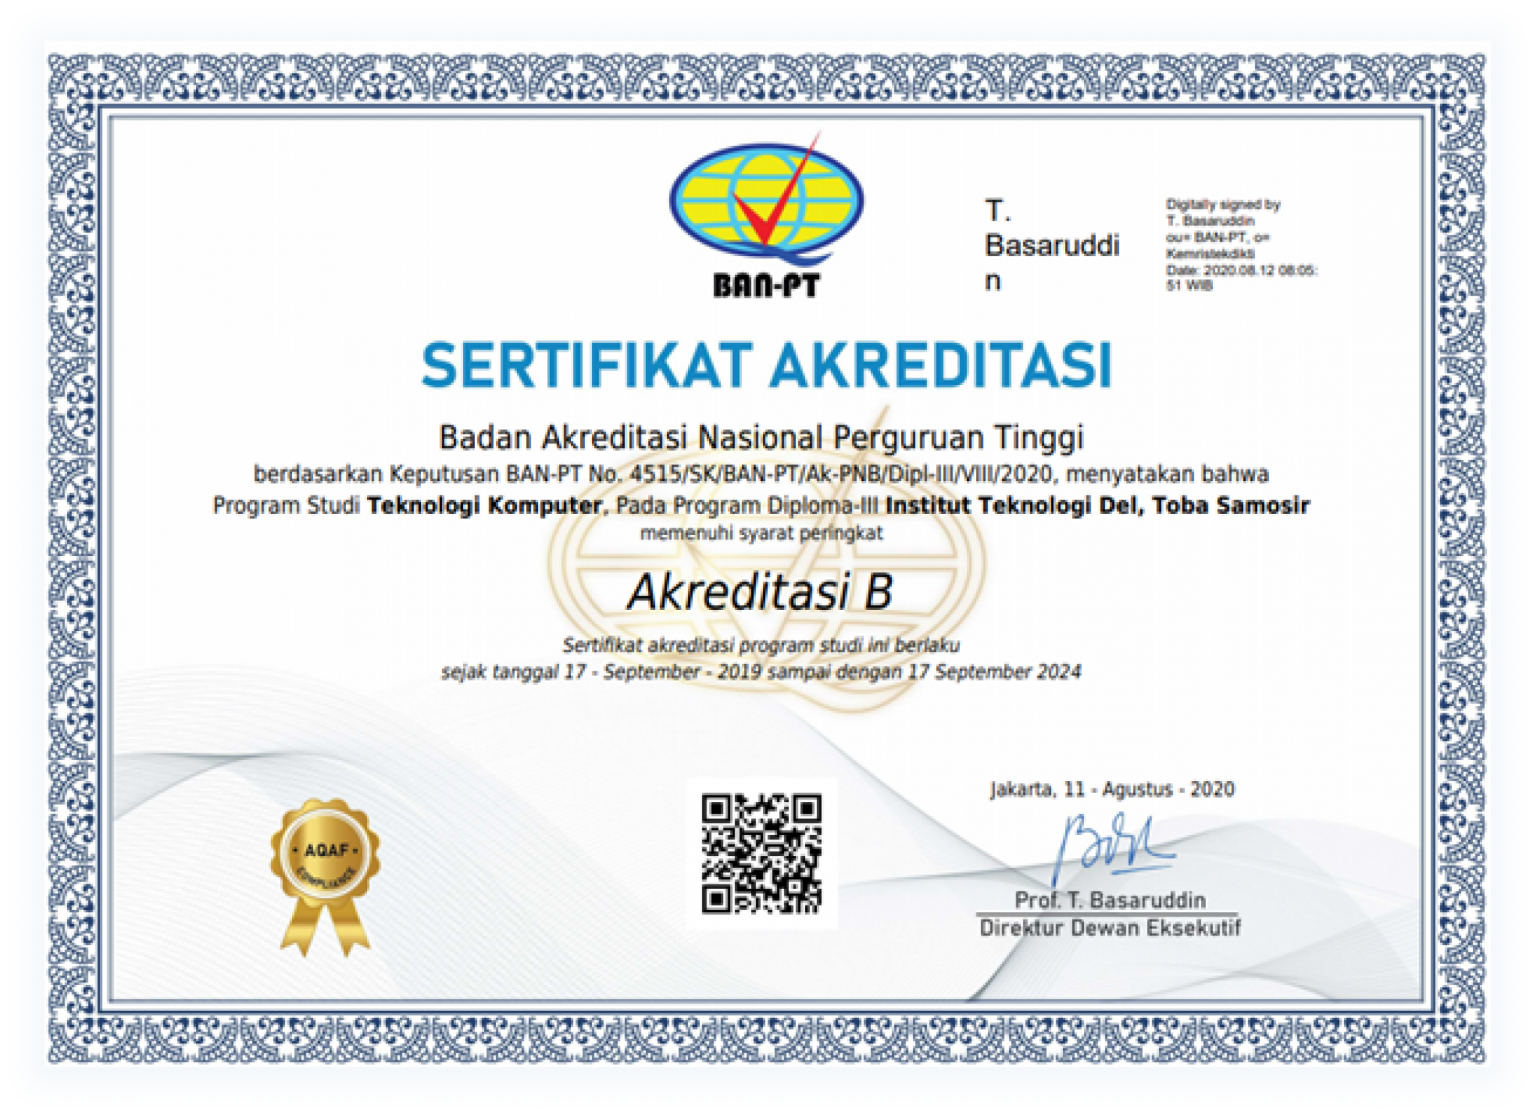 BAN-PT
T.
Basaruddi
n
Digitally signed by
T. Basaruddin
ou= BAN-PT, o=
Kemristekdikti
Date: 2020.08.12 08:05:
51 WIB
SERTIFIKAT AKREDITASI
Badan Akreditasi Nasional Perguruan Tinggi
berdasarkan Keputusan BAN-PT No. 4515/SK/BAN-PT/Ak-PNB/Dipl-III/VIII/2020, menyatakan bahwa
Program Studi Teknologi Komputer, Pada Program Diploma-III Institut Teknologi Del, Toba Samosir
memenuhi syarat peringkat
Akreditasi B
Sertifikat akreditasi program studi ini berlaku
sejak tanggal 17 - September - 2019 sampai dengan 17 September 2024
Jakarta, 11 - Agustus - 2020
• AQAF •
COMPLIANCE
Prof. T. Basaruddin
Direktur Dewan Eksekutif